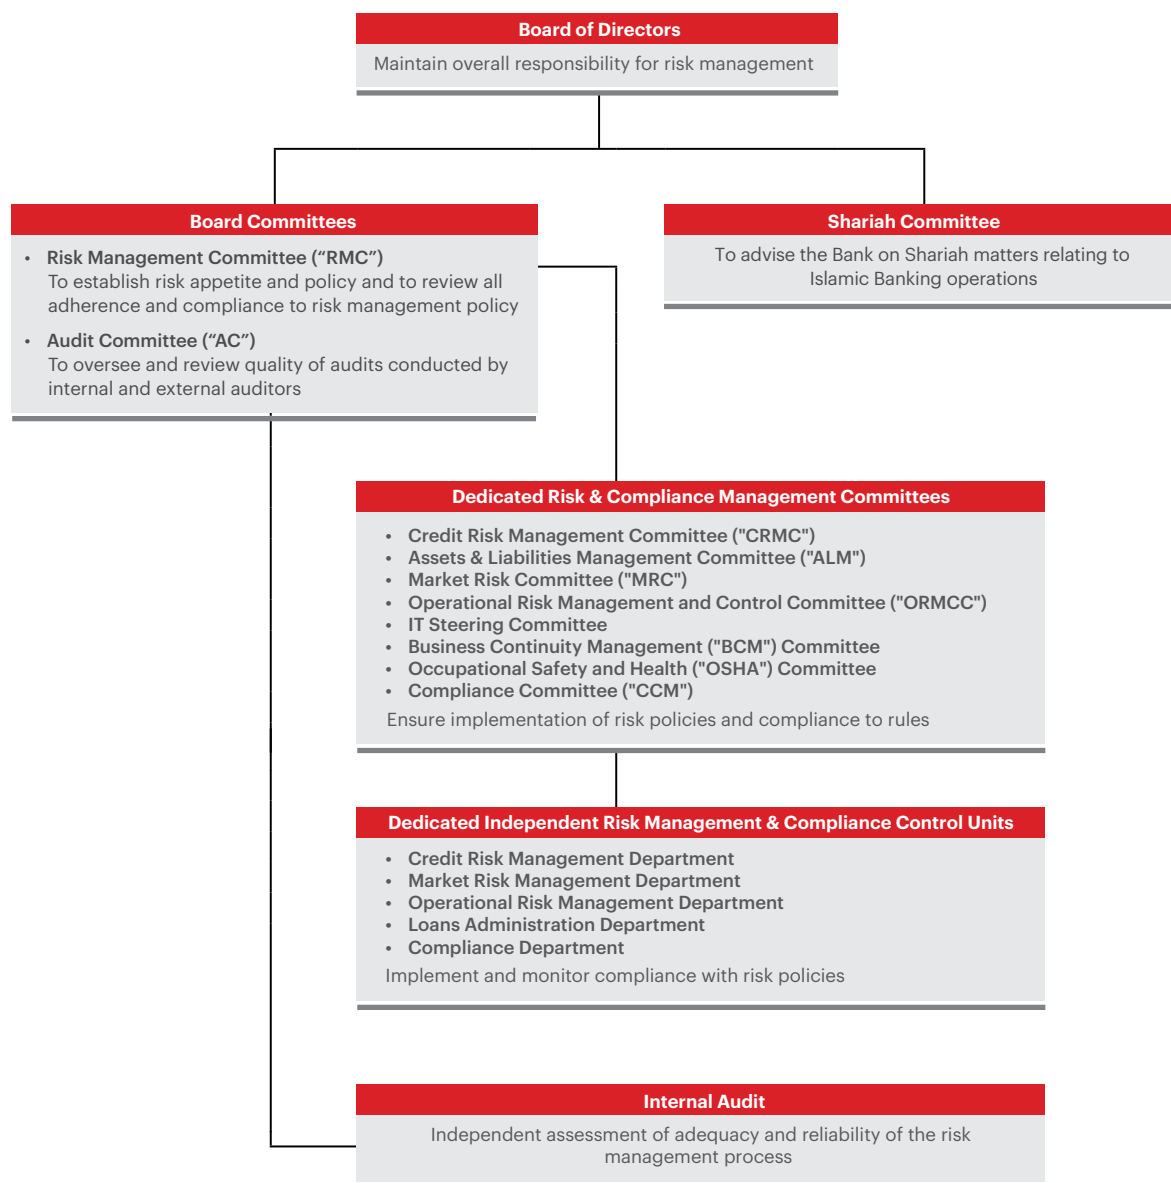 Board of Directors
Maintain overall responsibility for risk management
Board Committees
• Risk Management Committee (“RMC”)
To establish risk appetite and policy and to review all
adherence and compliance to risk management policy
• Audit Committee (“AC”)
To oversee and review quality of audits conducted by
internal and external auditors
Shariah Committee
To advise the Bank on Shariah matters relating to
Islamic Banking operations
Dedicated Risk & Compliance Management Committees
• Credit Risk Management Committee ("CRMC")
• Assets & Liabilities Management Committee ("ALM")
• Market Risk Committee ("MRC")
• Operational Risk Management and Control Committee ("ORMCC")
• IT Steering Committee
• Business Continuity Management ("BCM") Committee
• Occupational Safety and Health ("OSHA") Committee
• Compliance Committee ("CCM")
Ensure implementation of risk policies and compliance to rules
Dedicated Independent Risk Management & Compliance Control Units
• Credit Risk Management Department
• Market Risk Management Department
• Operational Risk Management Department
• Loans Administration Department
• Compliance Department
Implement and monitor compliance with risk policies
Internal Audit
Independent assessment of adequacy and reliability of the risk
management process